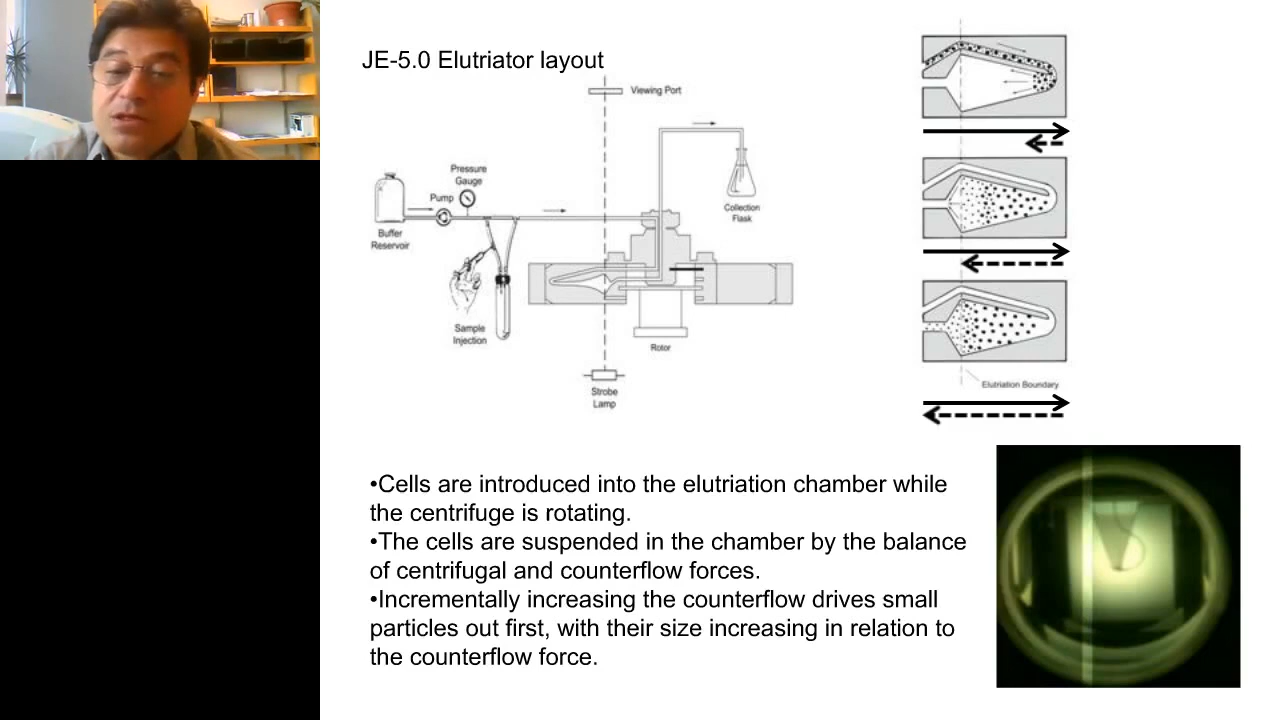 JE-5.0 Elutriator layout
Viewing Port
Pressure
Gauge
Pump
Buffer
Reservoir
Collection
Flask
Sample
Injection
Rotor
Strobe
Lamp
Elutriation Boundary
•Cells are introduced into the elutriation chamber while
the centrifuge is rotating.
•The cells are suspended in the chamber by the balance
of centrifugal and counterflow forces.
•Incrementally increasing the counterflow drives small
particles out first, with their size increasing in relation to
the counterflow force.